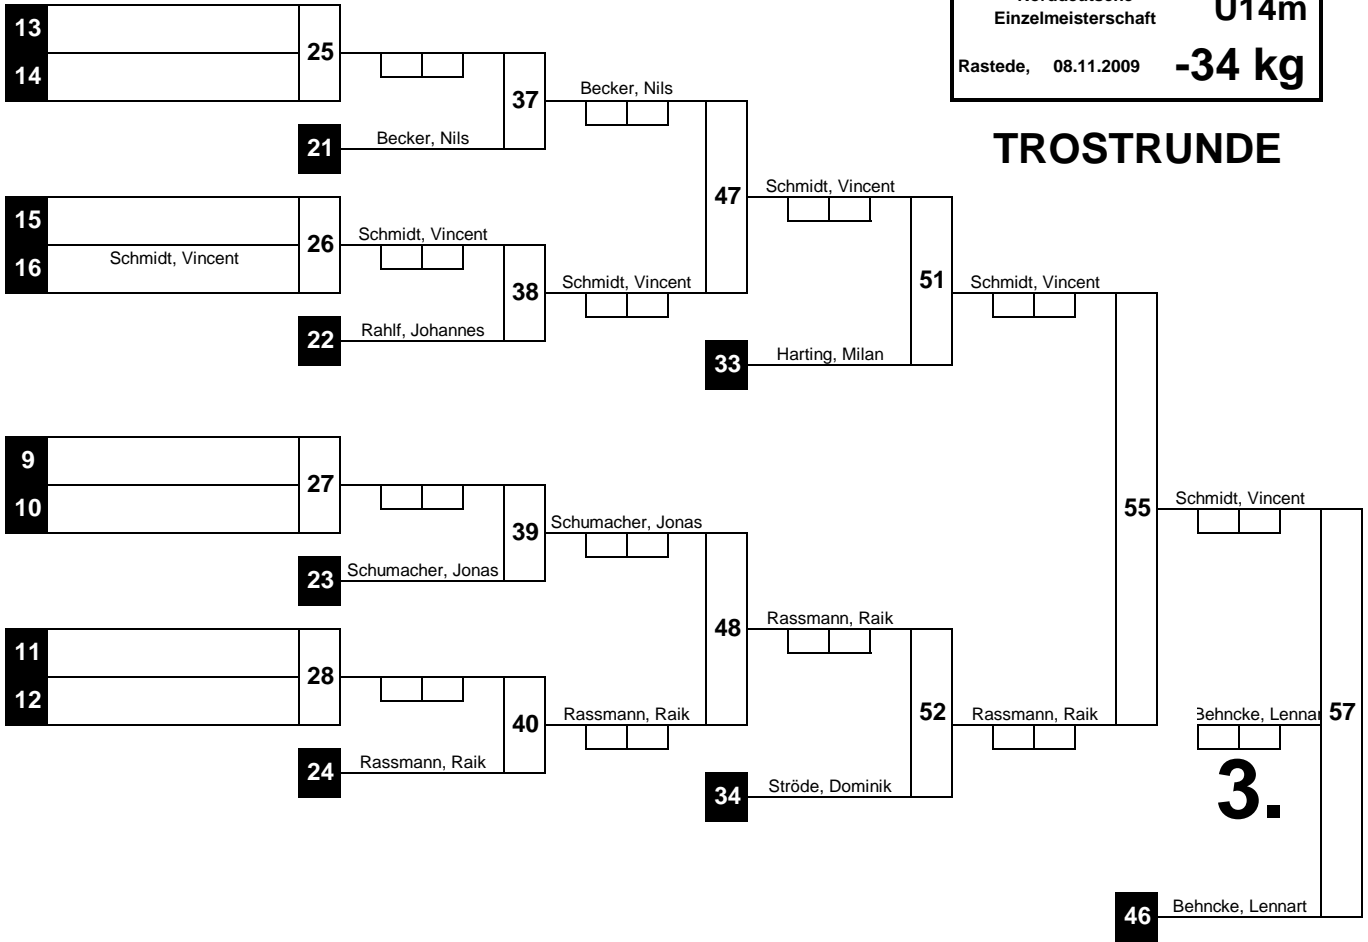 Einzelmeisterschaft
U14m
Rastede, 08.11.2009
-34 kg
TROSTRUNDE
13
14
25
21
Becker, Nils
37
Becker, Nils
15
16
Schmidt, Vincent
26
Schmidt, Vincent
22
Rahlf, Johannes
38
Schmidt, Vincent
47
Schmidt, Vincent
33
Harting, Milan
51
Schmidt, Vincent
9
10
27
23
Schumacher, Jonas
39
Schumacher, Jonas
11
12
28
24
Rassmann, Raik
40
Rassmann, Raik
48
Rassmann, Raik
34
Ströde, Dominik
52
Rassmann, Raik
55
Schmidt, Vincent
Behncke, Lennar
57
3.
46
Behncke, Lennart